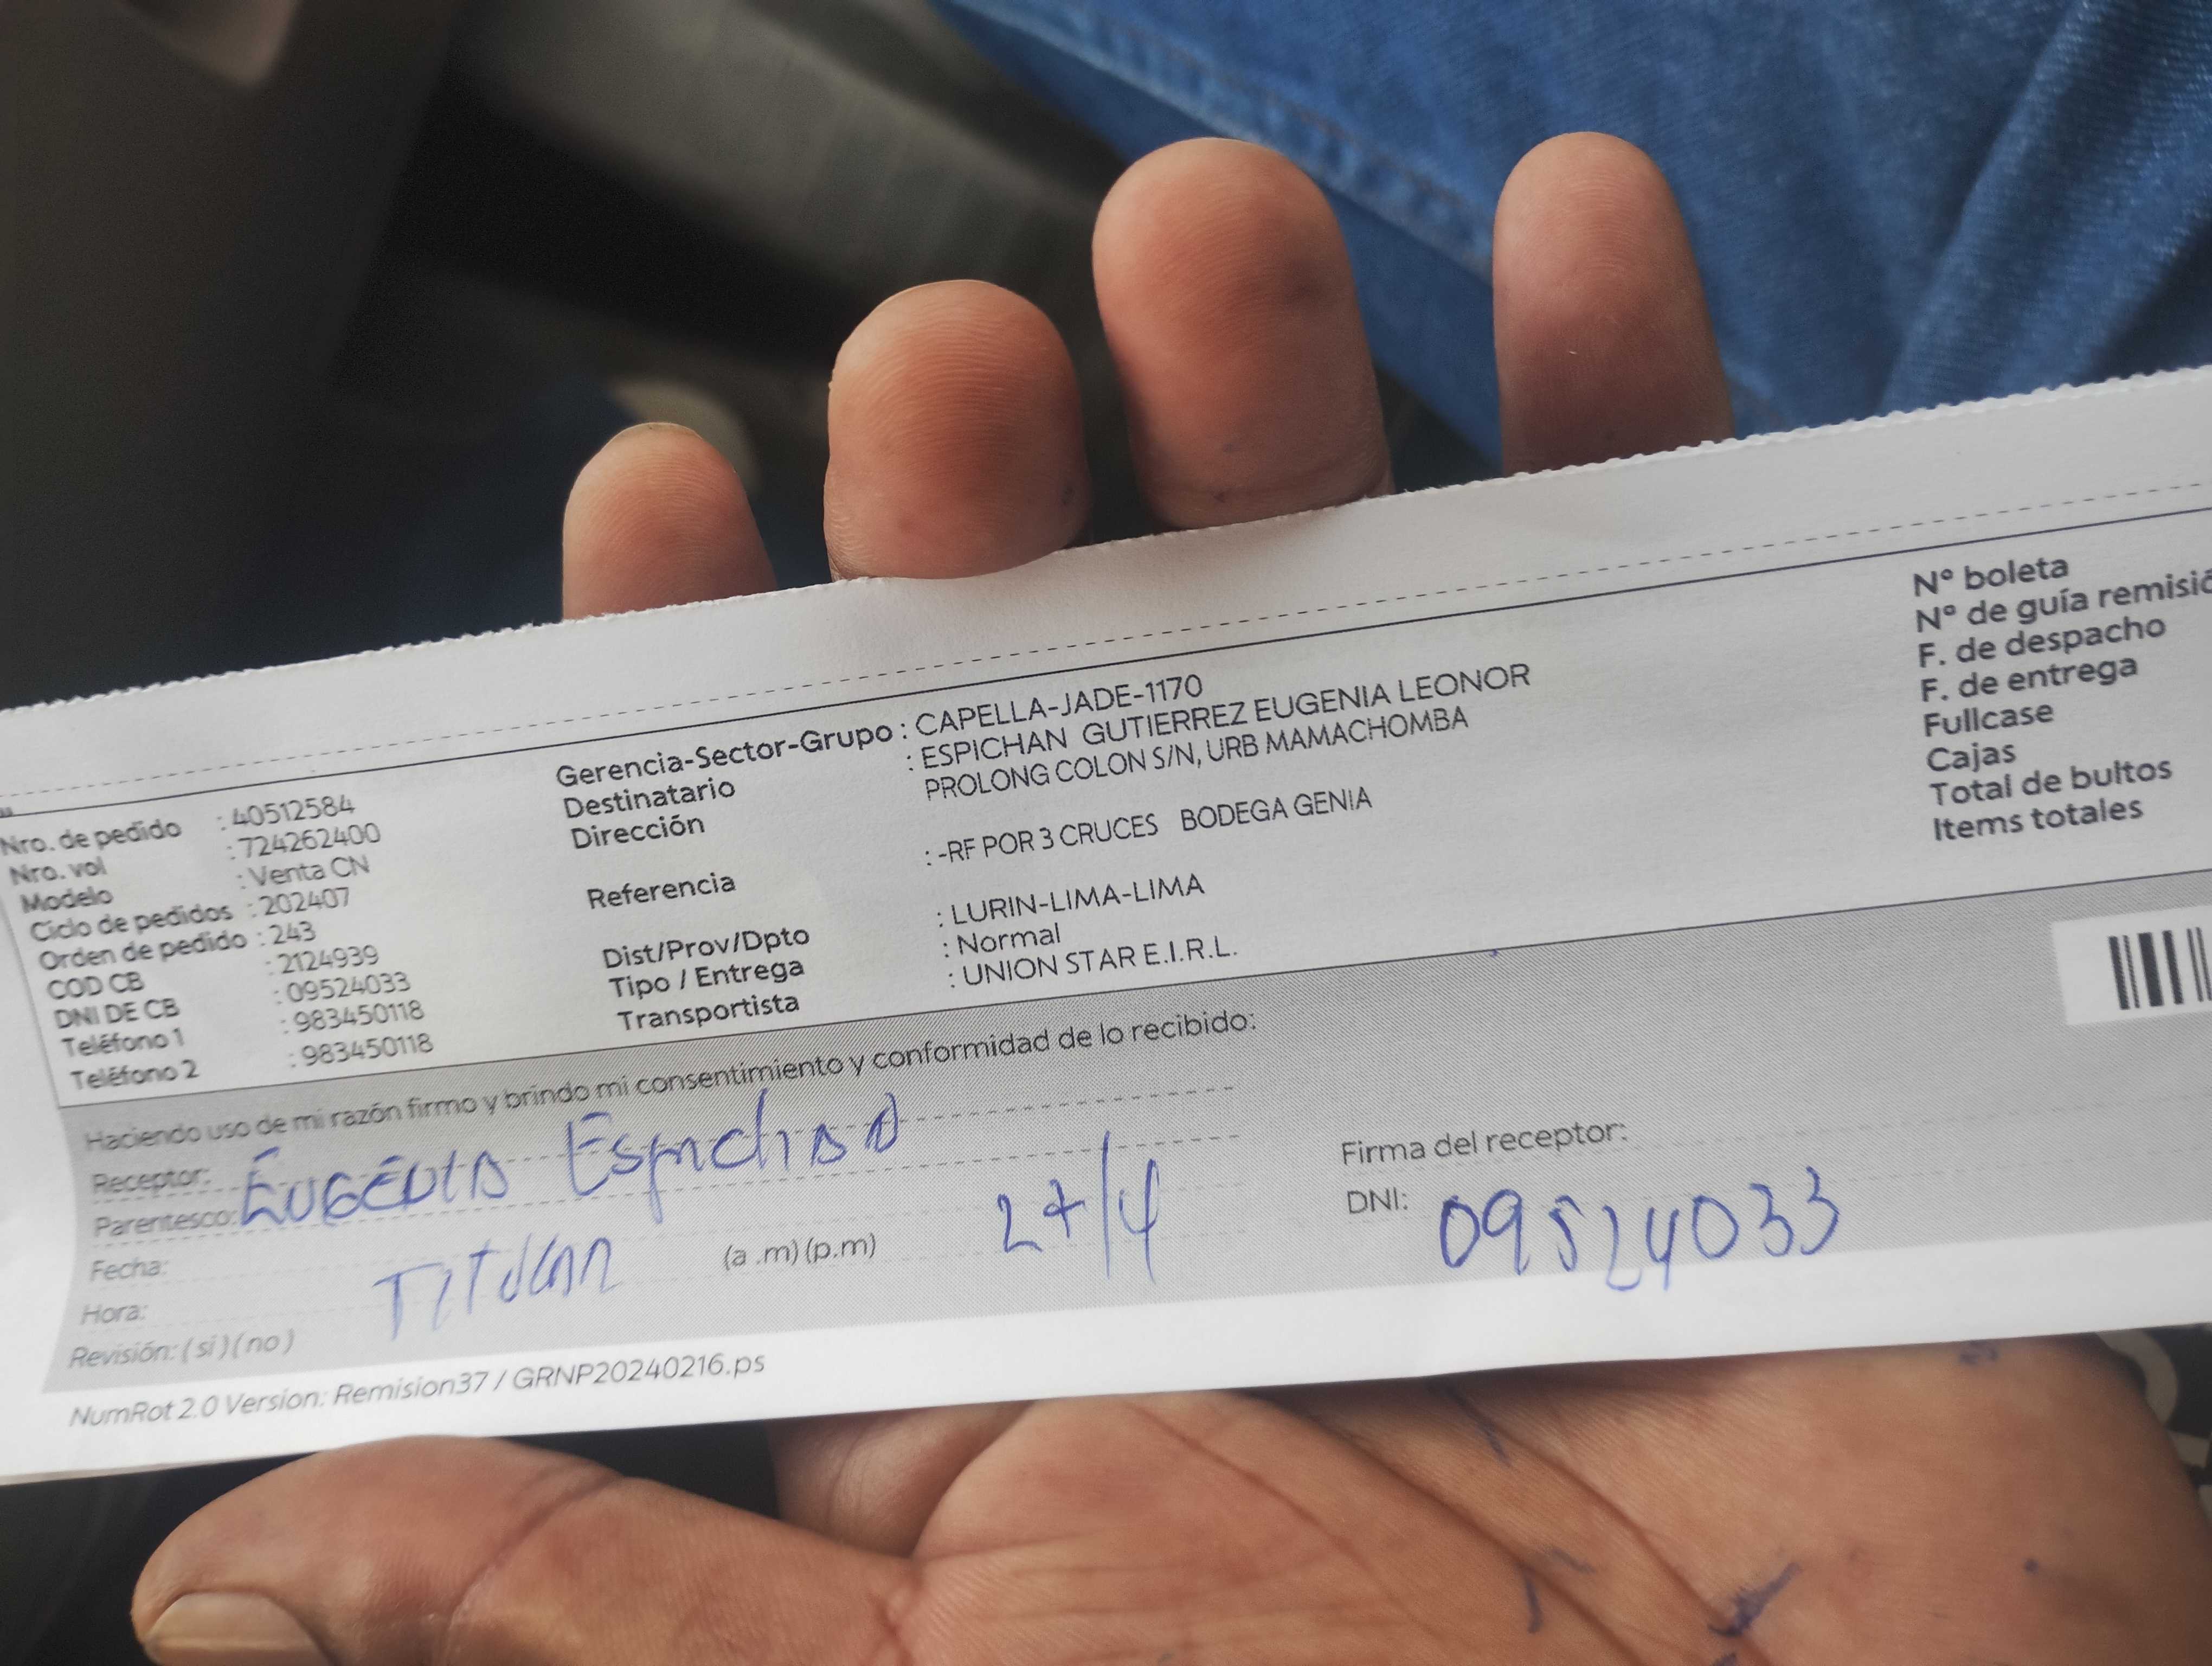 Nro. de pedido : 40512584
Nro. vol : 724262400
Modelo : Venta CN
Ciclo de pedidos : 202407
Orden de pedido : 243
COD CB : 2124939
DNI DE CB : 09524033
Teléfono 1 : 983450118
Teléfono 2 : 983450118
Gerencia-Sector-Grupo : CAPELLA-JADE-1170
Destinatario : ESPICHAN GUTIERREZ EUGENIA LEONOR
Dirección PROLONG COLON S/N, URB MAMACHOMBA
Referencia : -RF POR 3 CRUCES BODEGA GENIA
Dist/Prov/Dpto : LURIN-LIMA-LIMA
Tipo / Entrega : Normal
Transportista : UNION STAR E.I.R.L.
Nº boleta
Nº de guía remisió
F. de despacho
F. de entrega
Fullcase
Cajas
Total de bultos
Items totales
Haciendo uso de mi razón firmo y brindo mi consentimiento y conformidad de lo recibido:
Receptor: EUGENIA Espichan
Parentesco:
Fecha: TITULAR (a .m) (p.m) 27/4
Hora:
Revisión: ( si ) ( no )
Firma del receptor:
DNI: 09524033
NumRot 2.0 Version: Remision37 / GRNP20240216.ps